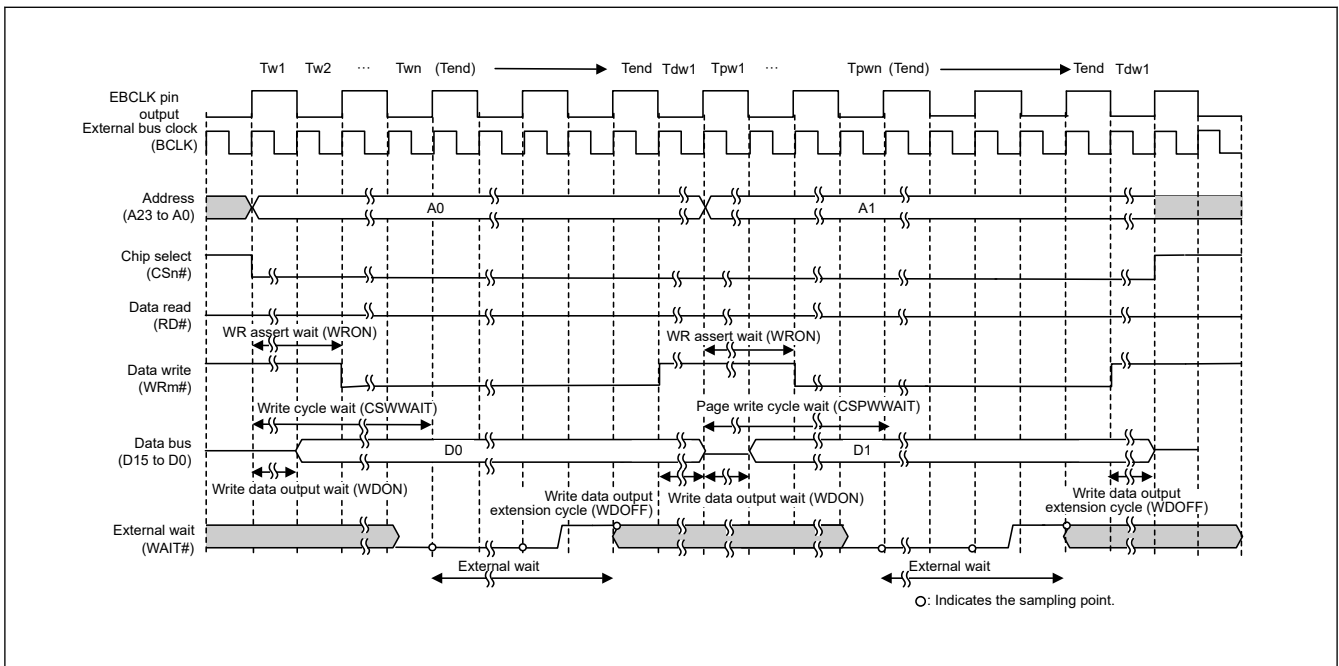 Tw1 Tw2 ... Twn (Tend) Tend Tdw1 Tpw1 ... Tpwn (Tend) Tend Tdw1
EBCLK pin
output
External bus clock
(BCLK)
Address
(A23 to A0)
A0 A1
Chip select
(CSn#)
Data read
(RD#)
WR assert wait (WRON) WR assert wait (WRON)
Data write
(WRm#)
Write cycle wait (CSWWAIT) Page write cycle wait (CSPWWAIT)
Data bus
(D15 to D0)
D0 D1
Write data output wait (WDON) Write data output
extension cycle (WDOFF) Write data output wait (WDON) Write data output
extension cycle (WDOFF)
External wait
(WAIT#)
External wait External wait
O: Indicates the sampling point.